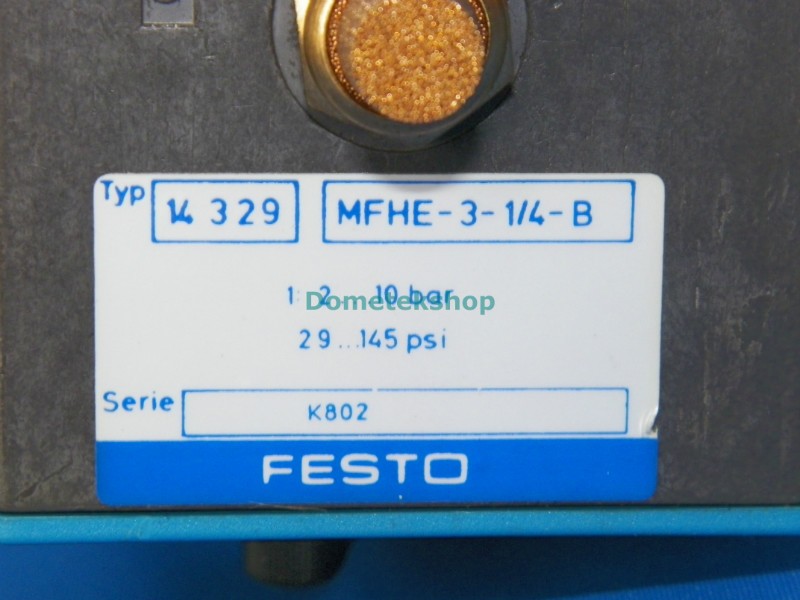 Typ 14 329 MFHE-3-1/4-B
1: 2...10 bar
Dometekshop
29...145 psi
Serie K802
FESTO